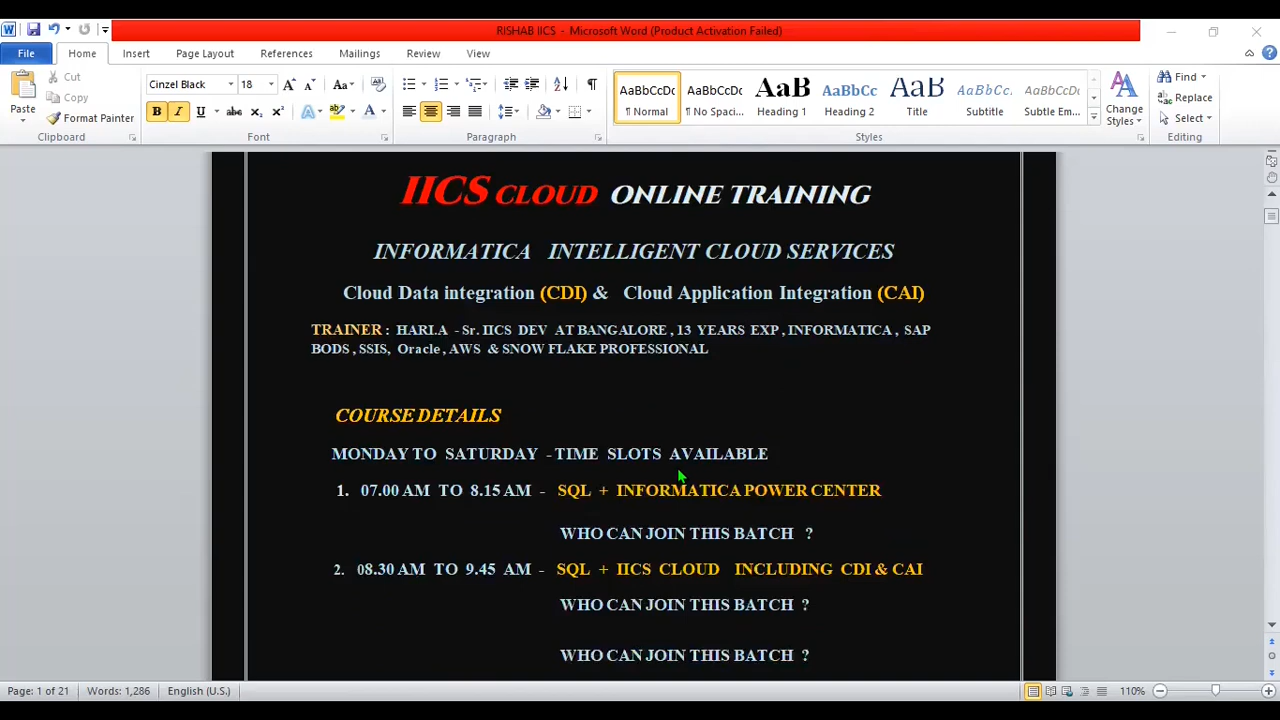 RISHAB IICS - Microsoft Word (Product Activation Failed)
File Home Insert Page Layout References Mailings Review View
Paste
Cut
Copy
Format Painter
Clipboard
Cinzel Black 18
Font
Paragraph
AaBbCcDc AaBbCcDc AaB AaBbCc AaB AaBbCc. AaBbCcDc
¶ Normal ¶ No Spaci... Heading 1 Heading 2 Title Subtitle Subtle Em...
Styles
Change Styles
Find
Replace
Select
Editing
IICS CLOUD ONLINE TRAINING
INFORMATICA INTELLIGENT CLOUD SERVICES
Cloud Data integration (CDI) & Cloud Application Integration (CAI)
TRAINER : HARI.A - Sr. IICS DEV AT BANGALORE , 13 YEARS EXP , INFORMATICA , SAP
BODS , SSIS, Oracle , AWS & SNOW FLAKE PROFESSIONAL
COURSE DETAILS
MONDAY TO SATURDAY - TIME SLOTS AVAILABLE
1. 07.00 AM TO 8.15 AM - SQL + INFORMATICA POWER CENTER
WHO CAN JOIN THIS BATCH ?
2. 08.30 AM TO 9.45 AM - SQL + IICS CLOUD INCLUDING CDI & CAI
WHO CAN JOIN THIS BATCH ?
WHO CAN JOIN THIS BATCH ?
Page: 1 of 21 Words: 1,286 English (U.S.) 110%